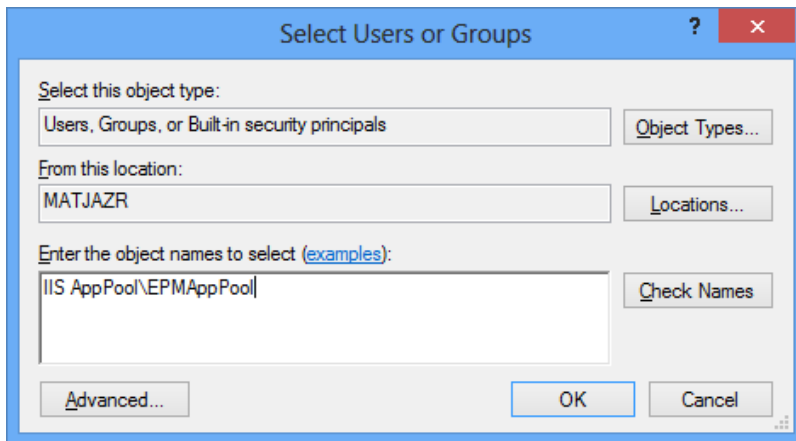 Select Users or Groups
?
×
Select this object type:
Users, Groups, or Built-in security principals
Object Types...
From this location:
MATJAZR
Locations...
Enter the object names to select (examples):
IIS AppPool\EPMAppPool
Check Names
Advanced...
OK
Cancel